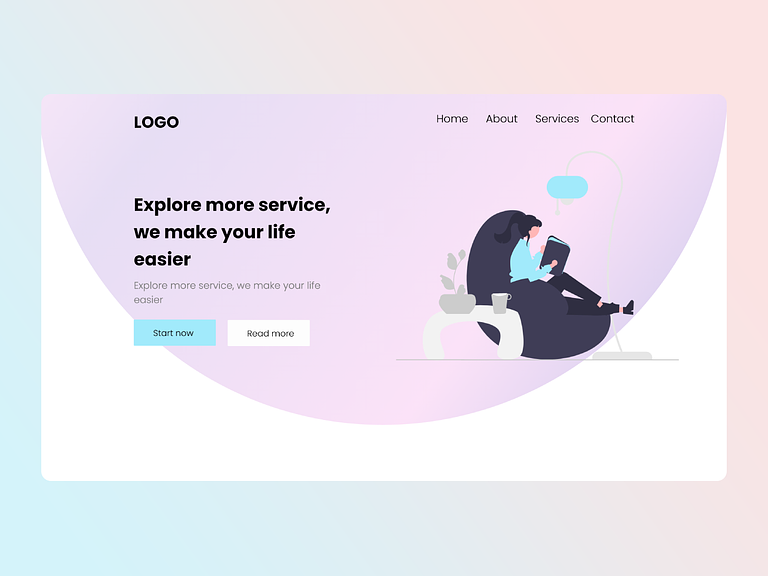 LOGO
Home About Services Contact
Explore more service,
we make your life
easier
Explore more service, we make your life
easier
Start now Read more